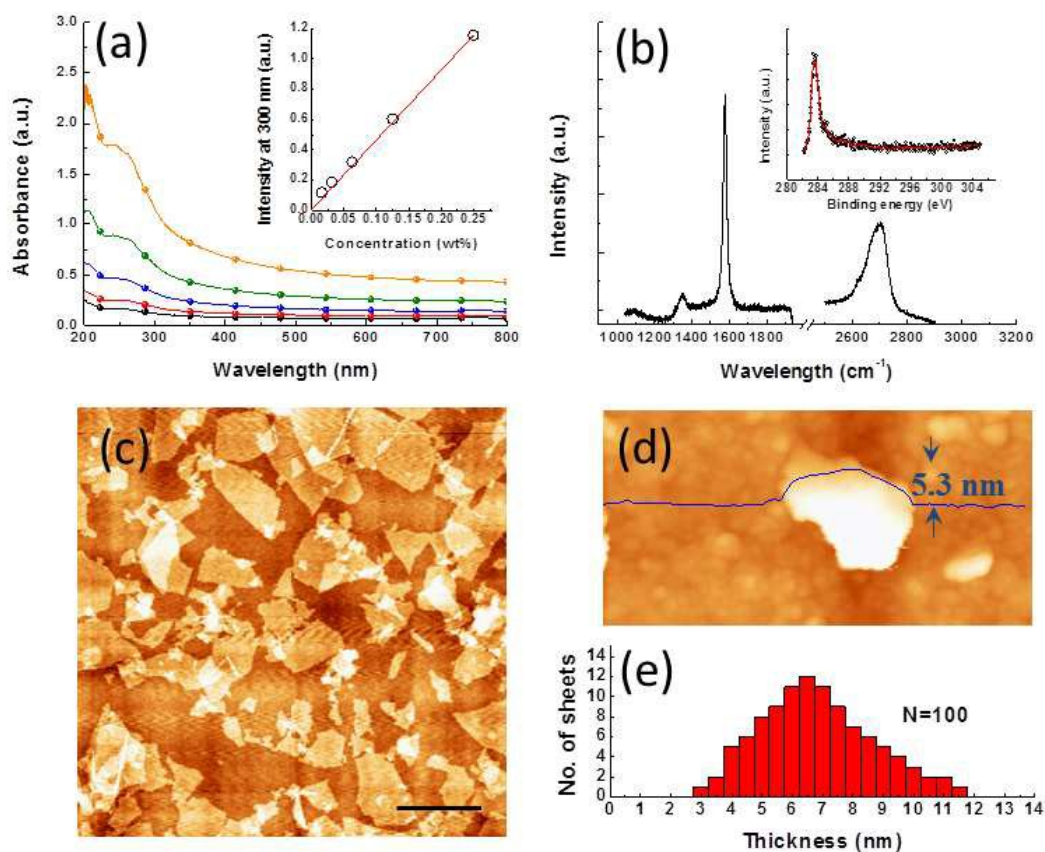 (a)
3.0
2.5
2.0
1.5
1.0
0.5
0.0
Absorbance (a.u.)
200 300 400 500 600 700 800
Wavelength (nm)
1.2
1.0
0.8
0.6
0.4
0.2
0.0
Intensity at 300 nm (a.u.)
0.00 0.05 0.10 0.15 0.20 0.25
Concentration (wt%)
(b)
Intensity (a.u.)
1000 1400 1800 2600 2800 3000 3200
Wavelength (cm⁻¹)
Intensity (a.u.)
280 284 288 292 296 300 304
Binding energy (eV)
(c)
(d)
5.3 nm
(e)
N=100
14
12
10
8
6
4
2
0
No. of sheets
0 1 2 3 4 5 6 7 8 9 10 11 12 13 14
Thickness (nm)